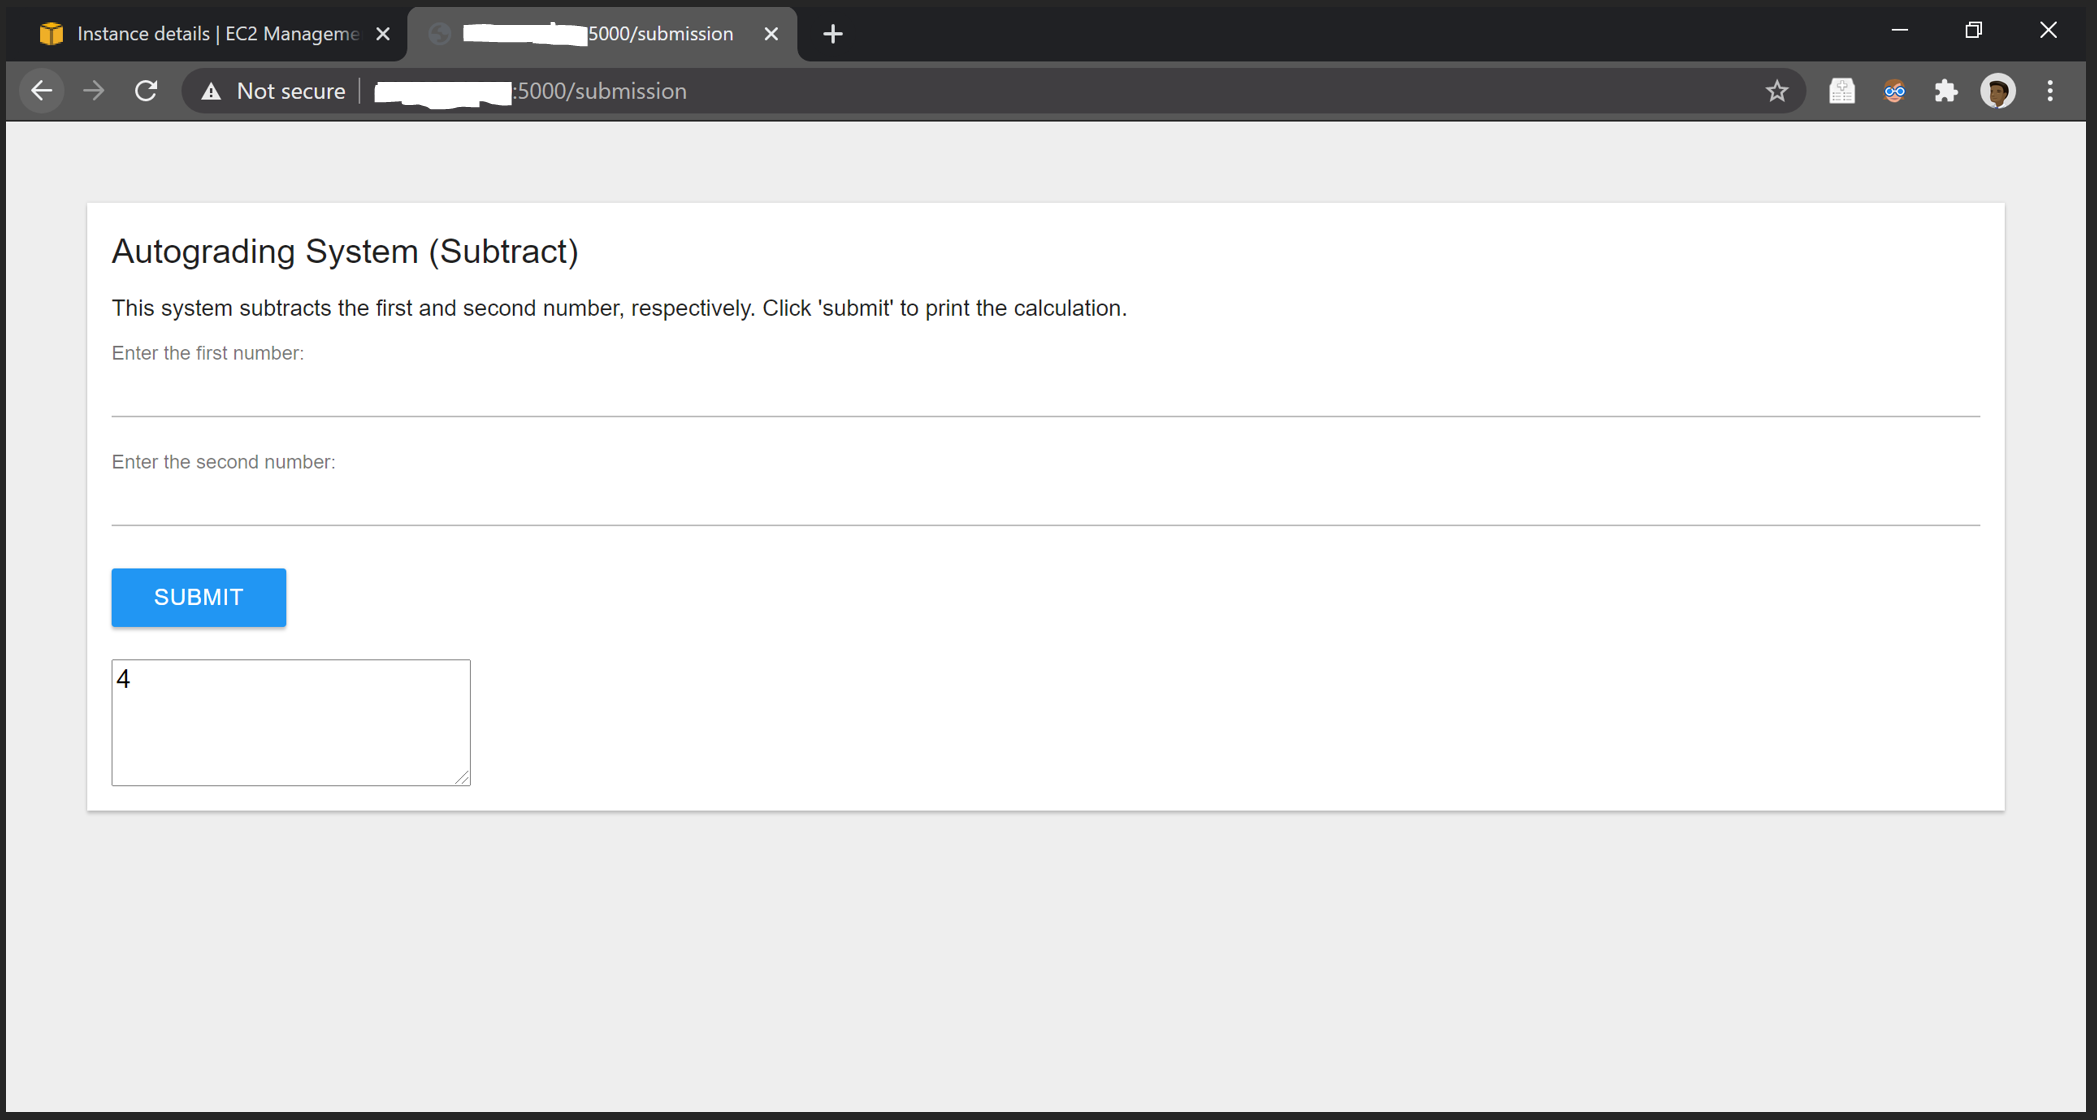 Instance details | EC2 Manageme
5000/submission
Not secure
:5000/submission
Autograding System (Subtract)
This system subtracts the first and second number, respectively. Click 'submit' to print the calculation.
Enter the first number:
Enter the second number:
SUBMIT
4